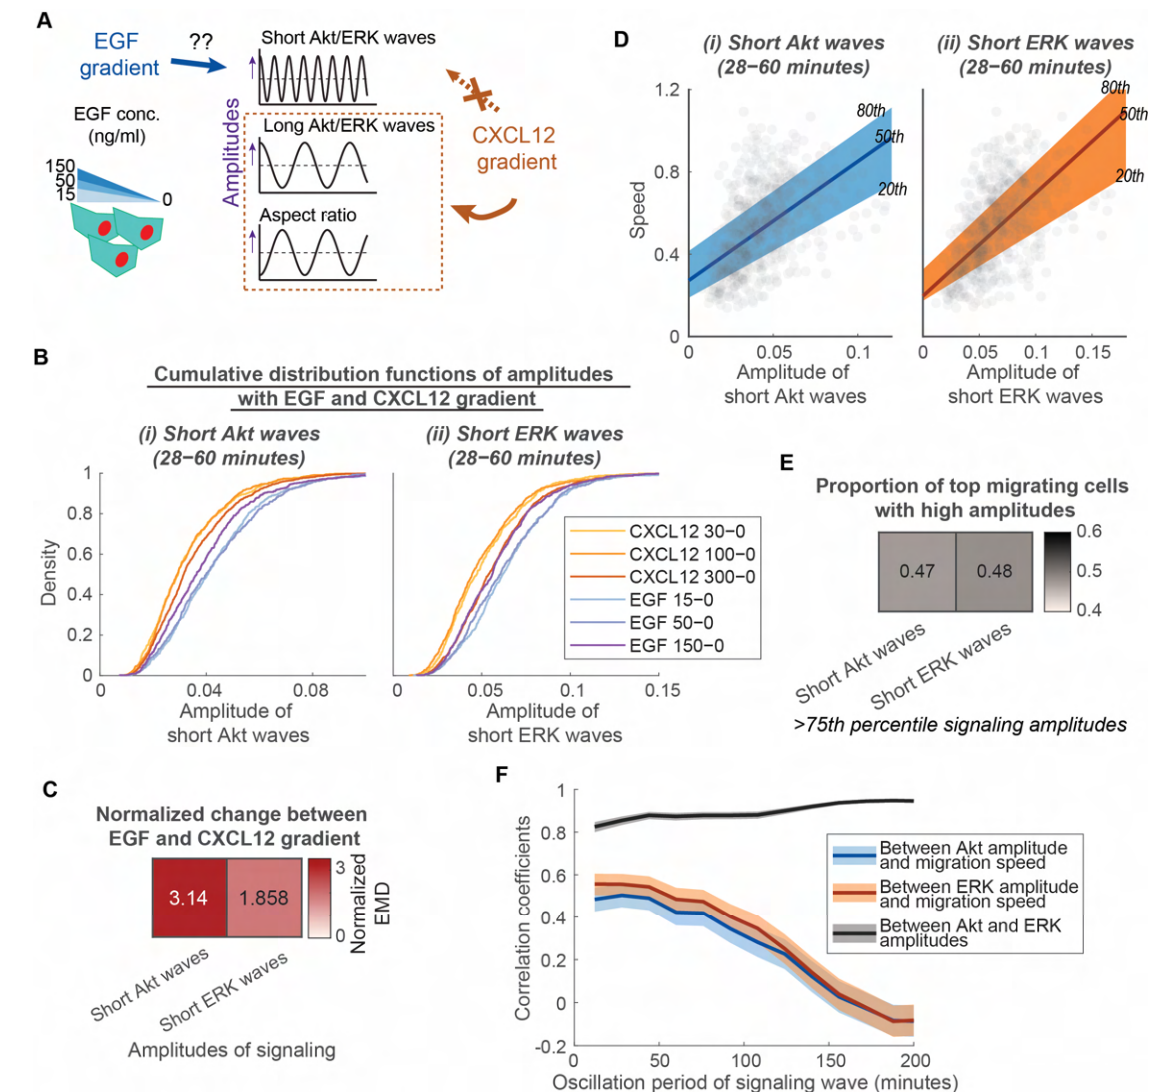 A
EGF
gradient
??
EGF conc.
(ng/ml)
150
50
15
0
Amplitudes
Short Akt/ERK waves
Long Akt/ERK waves
Aspect ratio
CXCL12
gradient
B
Cumulative distribution functions of amplitudes
with EGF and CXCL12 gradient
(i) Short Akt waves
(28−60 minutes)
(ii) Short ERK waves
(28−60 minutes)
Density
1
0.8
0.6
0.4
0.2
0
0
0.04
0.08
Amplitude of
short Akt waves
0
0.05
0.1
0.15
Amplitude of
short ERK waves
CXCL12 30−0
CXCL12 100−0
CXCL12 300−0
EGF 15−0
EGF 50−0
EGF 150−0
C
Normalized change between
EGF and CXCL12 gradient
3.14
1.858
3
0
Normalized
EMD
Short Akt waves
Short ERK waves
Amplitudes of signaling
D
(i) Short Akt waves
(28−60 minutes)
(ii) Short ERK waves
(28−60 minutes)
Speed
1.2
0.8
0.4
0
80th
50th
20th
80th
50th
20th
0
0.05
0.1
Amplitude of
short Akt waves
0
0.05
0.1
0.15
Amplitude of
short ERK waves
E
Proportion of top migrating cells
with high amplitudes
0.47
0.48
0.6
0.5
0.4
Short Akt waves
Short ERK waves
>75th percentile signaling amplitudes
F
Correlation coefficients
1
0.8
0.6
0.4
0.2
0
-0.2
0
50
100
150
200
Oscillation period of signaling wave (minutes)
Between Akt amplitude
and migration speed
Between ERK amplitude
and migration speed
Between Akt and ERK
amplitudes